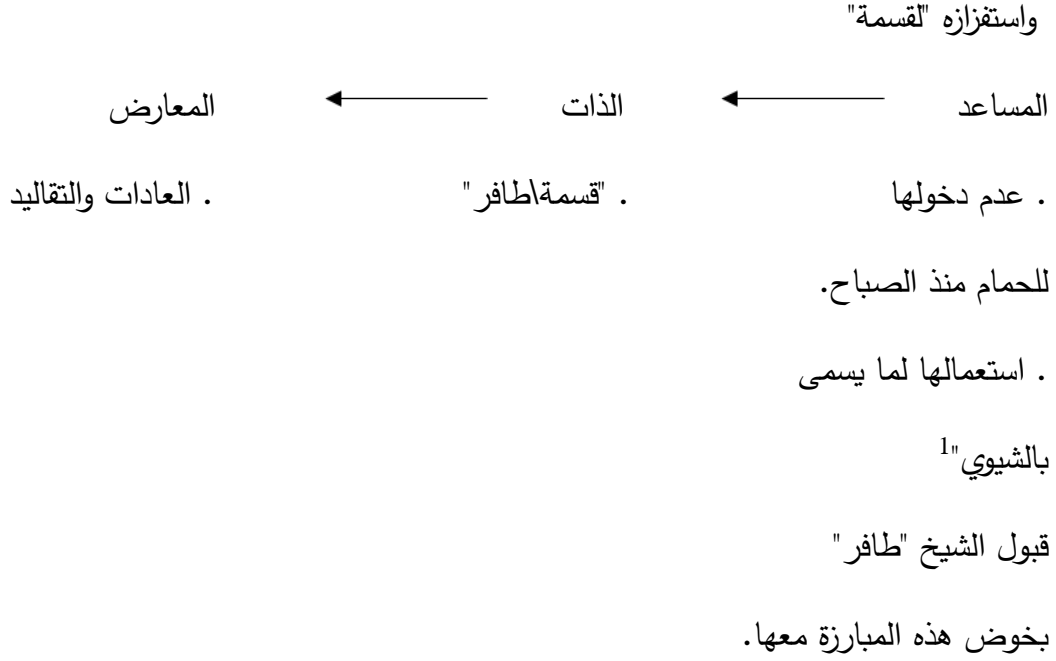 واستفزازه "لقسمة"
المساعد الذات المعارض
. عدم دخولها . "قسمة\طافر" . العادات والتقاليد
للحمام منذ الصباح.
. استعمالها لما يسمى
بالشيوي"1
قبول الشيخ "طافر"
بخوض هذه المبارزة معها.